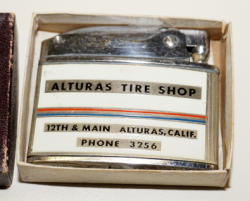 ALTURAS TIRE SHOP
12TH & MAIN ALTURAS, CALIF.
PHONE 3256